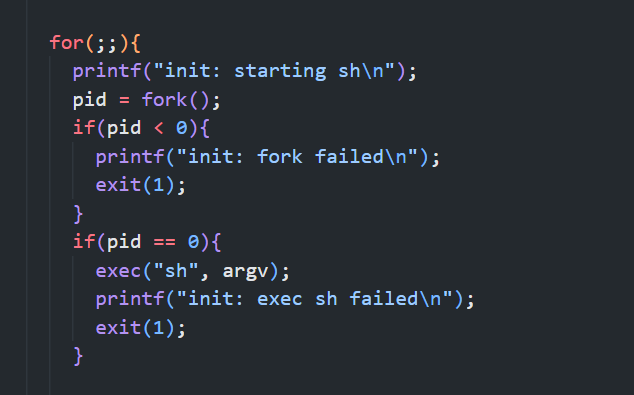 for(;;){
  printf("init: starting sh\n");
  pid = fork();
  if(pid < 0){
    printf("init: fork failed\n");
    exit(1);
  }
  if(pid == 0){
    exec("sh", argv);
    printf("init: exec sh failed\n");
    exit(1);
  }